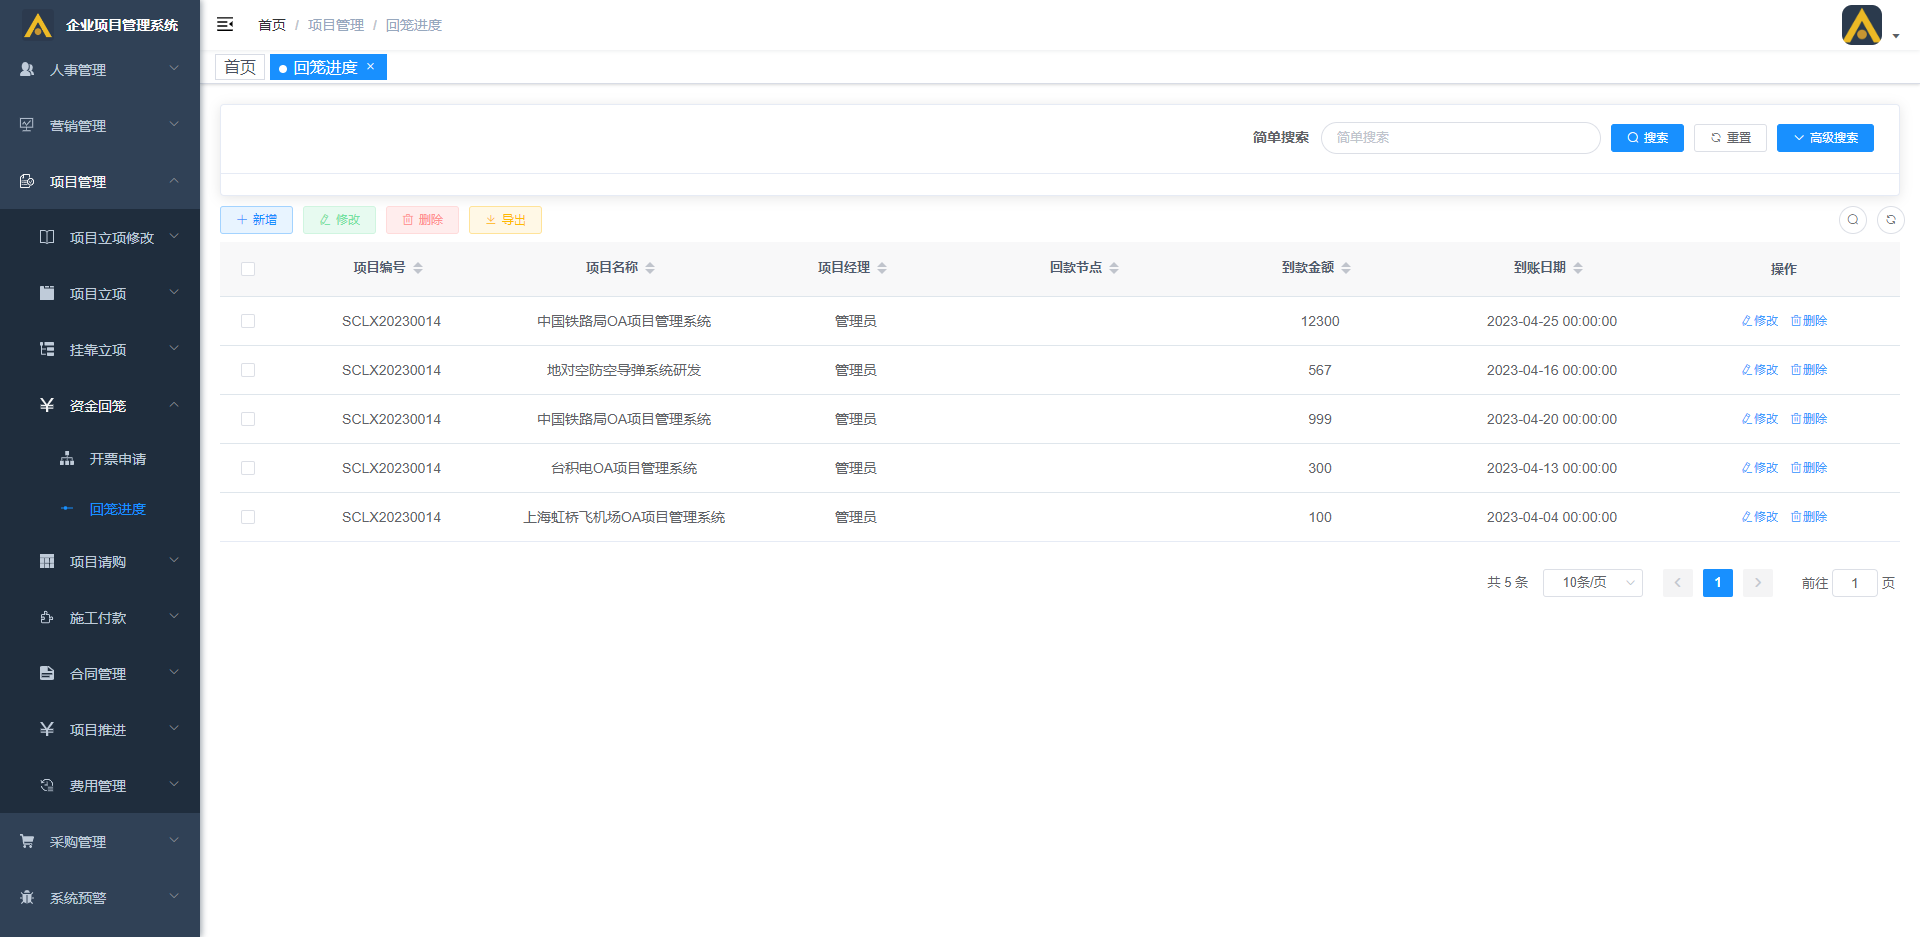 企业项目管理系统
人事管理
营销管理
项目管理
项目立项修改
项目立项
挂靠立项
资金回笼
开票申请
回笼进度
项目请购
施工付款
合同管理
项目推进
费用管理
采购管理
系统预警
首页 / 项目管理 / 回笼进度
首页 回笼进度 ×
简单搜索 简单搜索 搜索 重置 高级搜索
新增 修改 删除 导出
项目编号 项目名称 项目经理 回款节点 到款金额 到账日期 操作
SCLX20230014 中国铁路局OA项目管理系统 管理员 12300 2023-04-25 00:00:00 修改 删除
SCLX20230014 地对空防空导弹系统研发 管理员 567 2023-04-16 00:00:00 修改 删除
SCLX20230014 中国铁路局OA项目管理系统 管理员 999 2023-04-20 00:00:00 修改 删除
SCLX20230014 台积电OA项目管理系统 管理员 300 2023-04-13 00:00:00 修改 删除
SCLX20230014 上海虹桥飞机场OA项目管理系统 管理员 100 2023-04-04 00:00:00 修改 删除
共 5 条 10条/页 1 前往 1 页